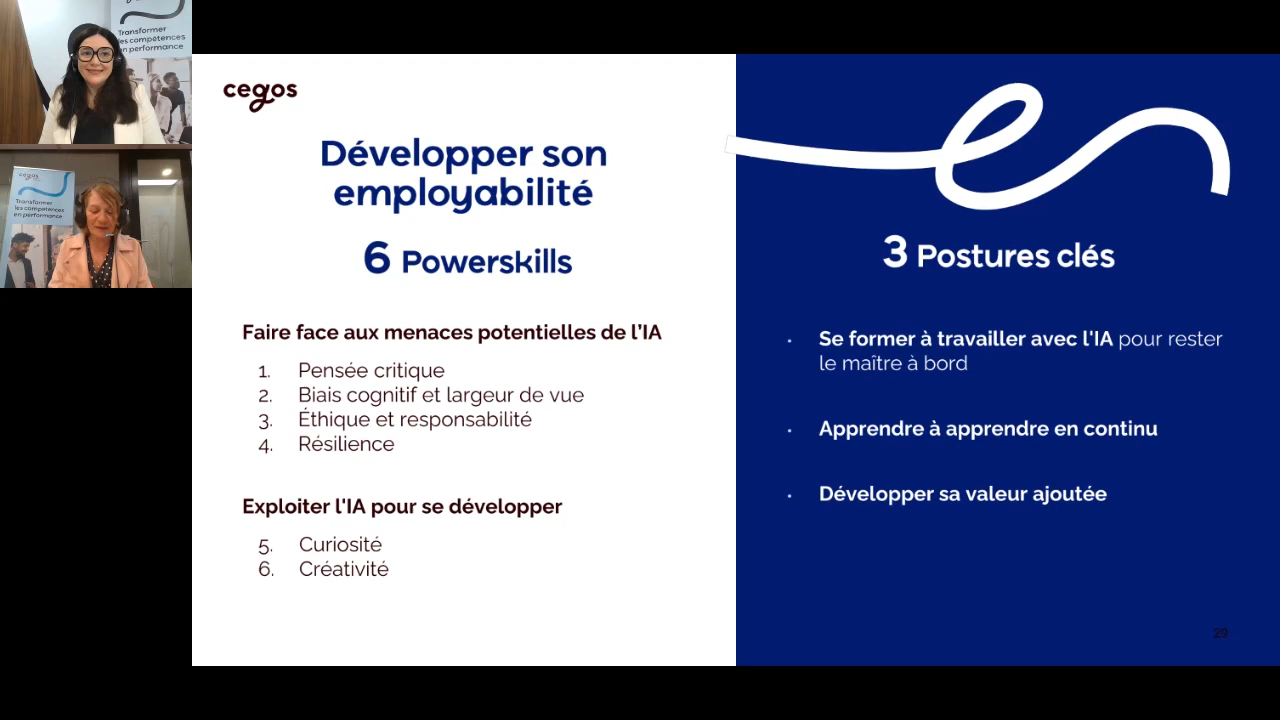 Transformer
les compétences
en performance
cegos
Transformer
les compétences
en performance
cegos
Développer son
employabilité
6 Powerskills
Faire face aux menaces potentielles de l'IA
1. Pensée critique
2. Biais cognitif et largeur de vue
3. Éthique et responsabilité
4. Résilience
Exploiter l'IA pour se développer
5. Curiosité
6. Créativité
3 Postures clés
• Se former à travailler avec l'IA pour rester
le maître à bord
• Apprendre à apprendre en continu
• Développer sa valeur ajoutée
29